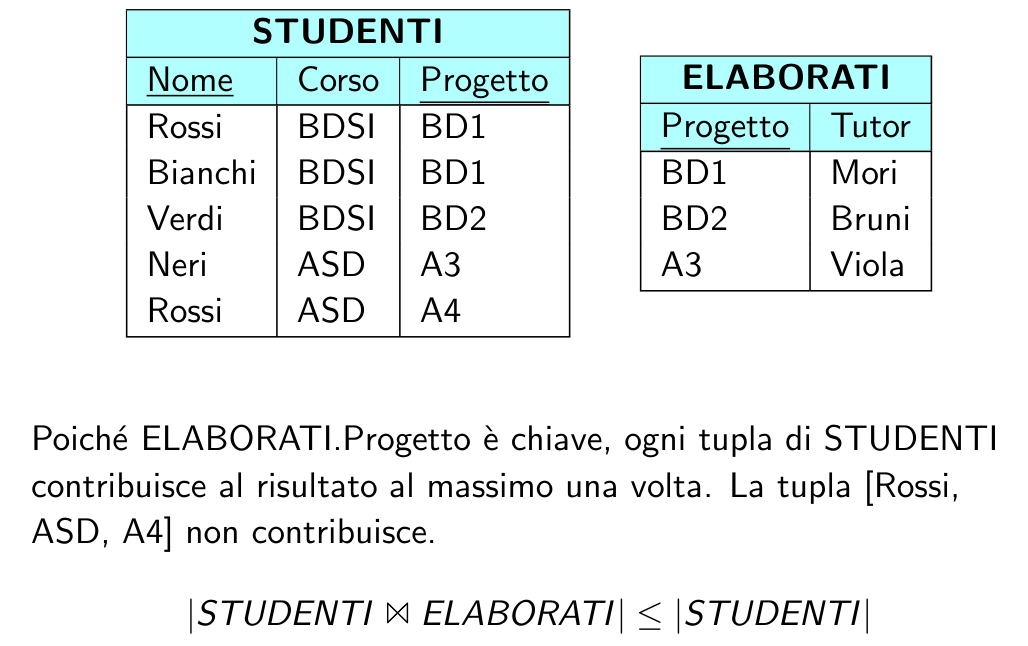 STUDENTI
Nome Corso Progetto
Rossi BDSI BD1
Bianchi BDSI BD1
Verdi BDSI BD2
Neri ASD A3
Rossi ASD A4
ELABORATI
Progetto Tutor
BD1 Mori
BD2 Bruni
A3 Viola
Poiché ELABORATI.Progetto è chiave, ogni tupla di STUDENTI
contribuisce al risultato al massimo una volta. La tupla [Rossi,
ASD, A4] non contribuisce.
|STUDENTI ⋈ ELABORATI| ≤ |STUDENTI|